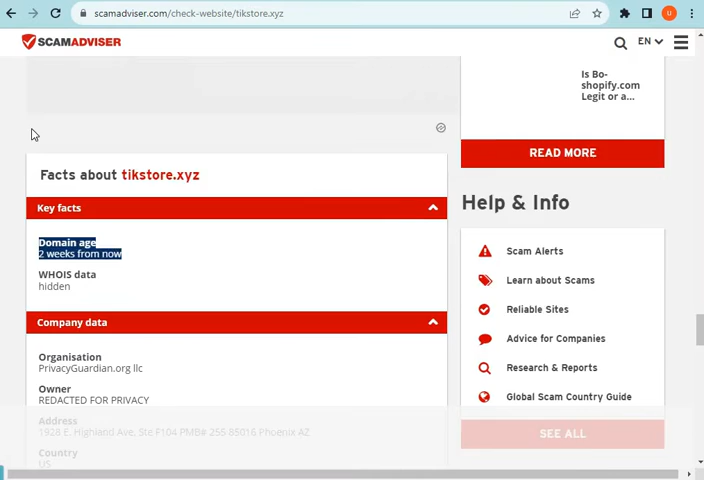 scamadviser.com/check-website/tikstore.xyz
U
SCAMADVISER
EN
Is Bo-
shopify.com
Legit or a...
READ MORE
Facts about tikstore.xyz
Key facts
Domain age
2 weeks from now
WHOIS data
hidden
Company data
Organisation
PrivacyGuardian.org llc
Owner
REDACTED FOR PRIVACY
Address
1928 E. Highland Ave. Ste F104 PMB# 255 85016 Phoenix AZ
Country
US
Help & Info
Scam Alerts
Learn about Scams
Reliable Sites
Advice for Companies
Research & Reports
Global Scam Country Guide
SEE ALL